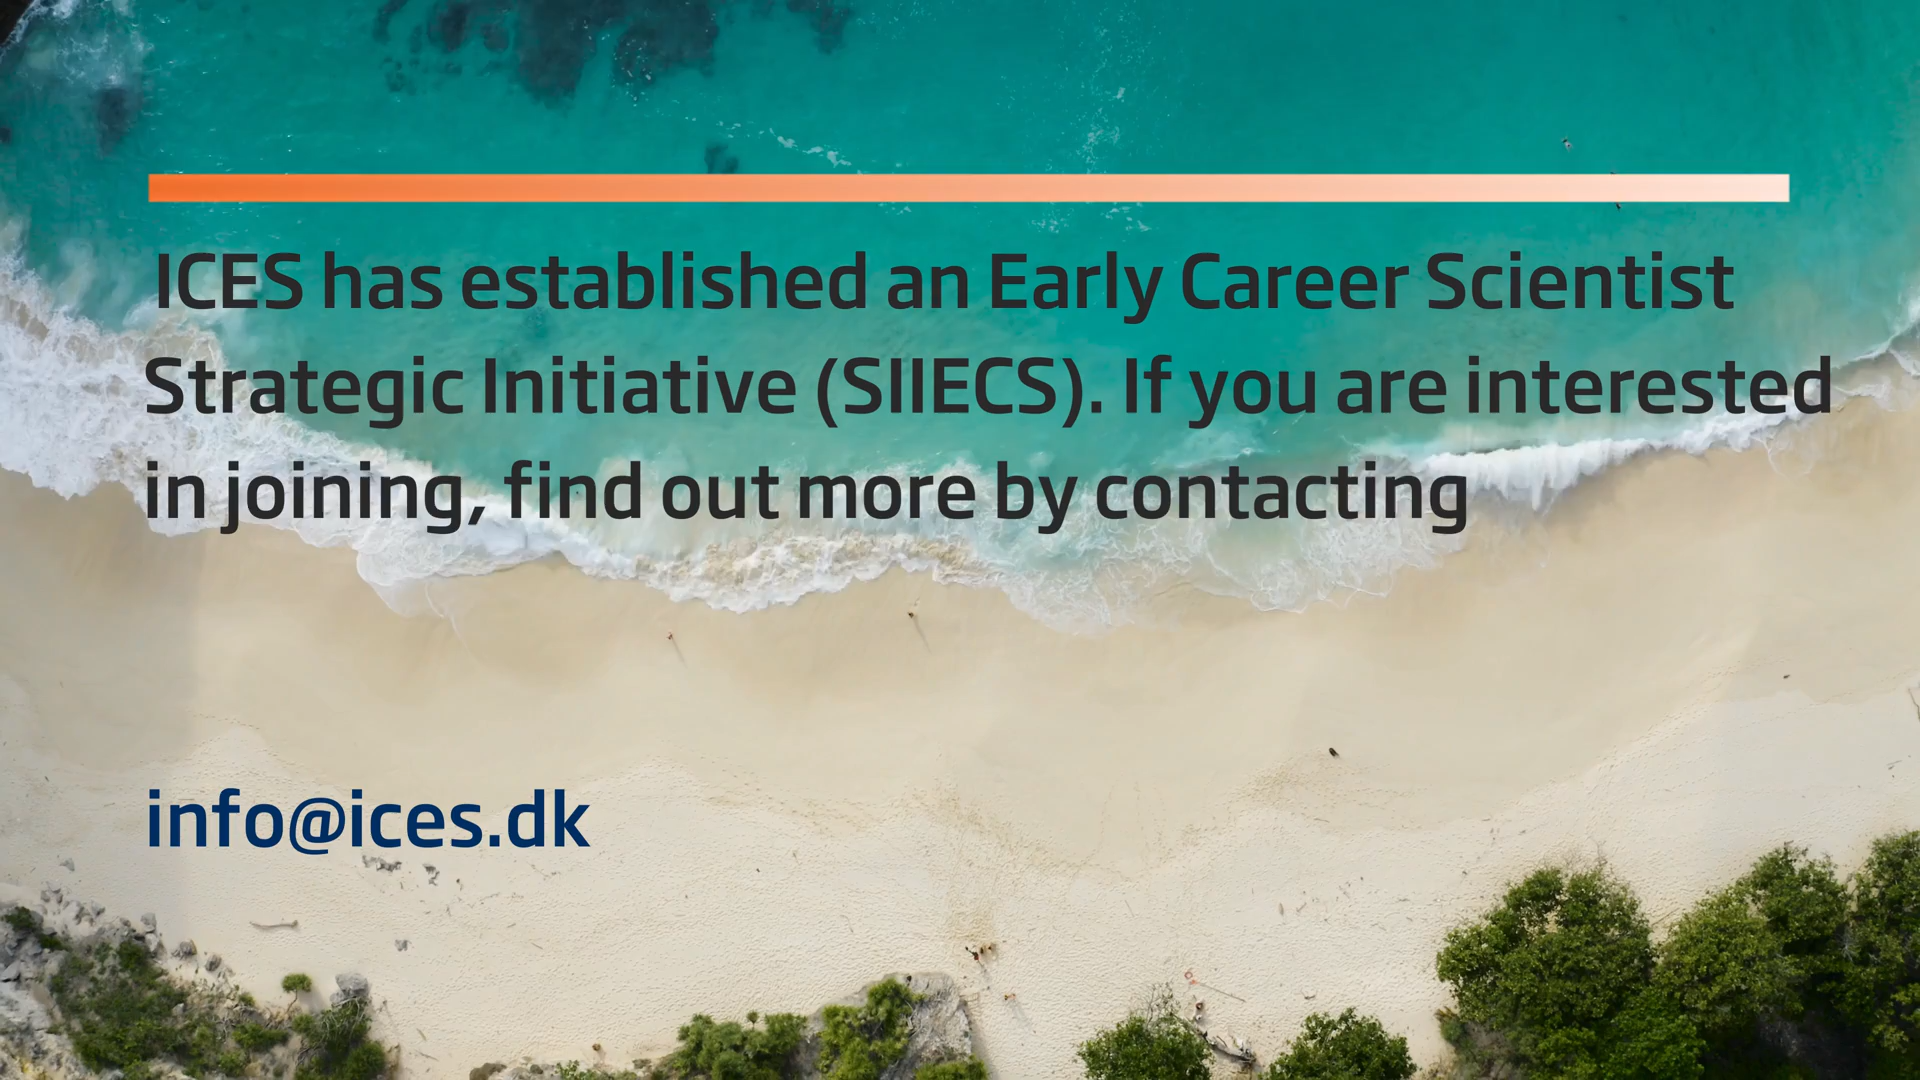 ICES has established an Early Career Scientist
Strategic Initiative (SIIECS). If you are interested
in joining, find out more by contacting
info@ices.dk